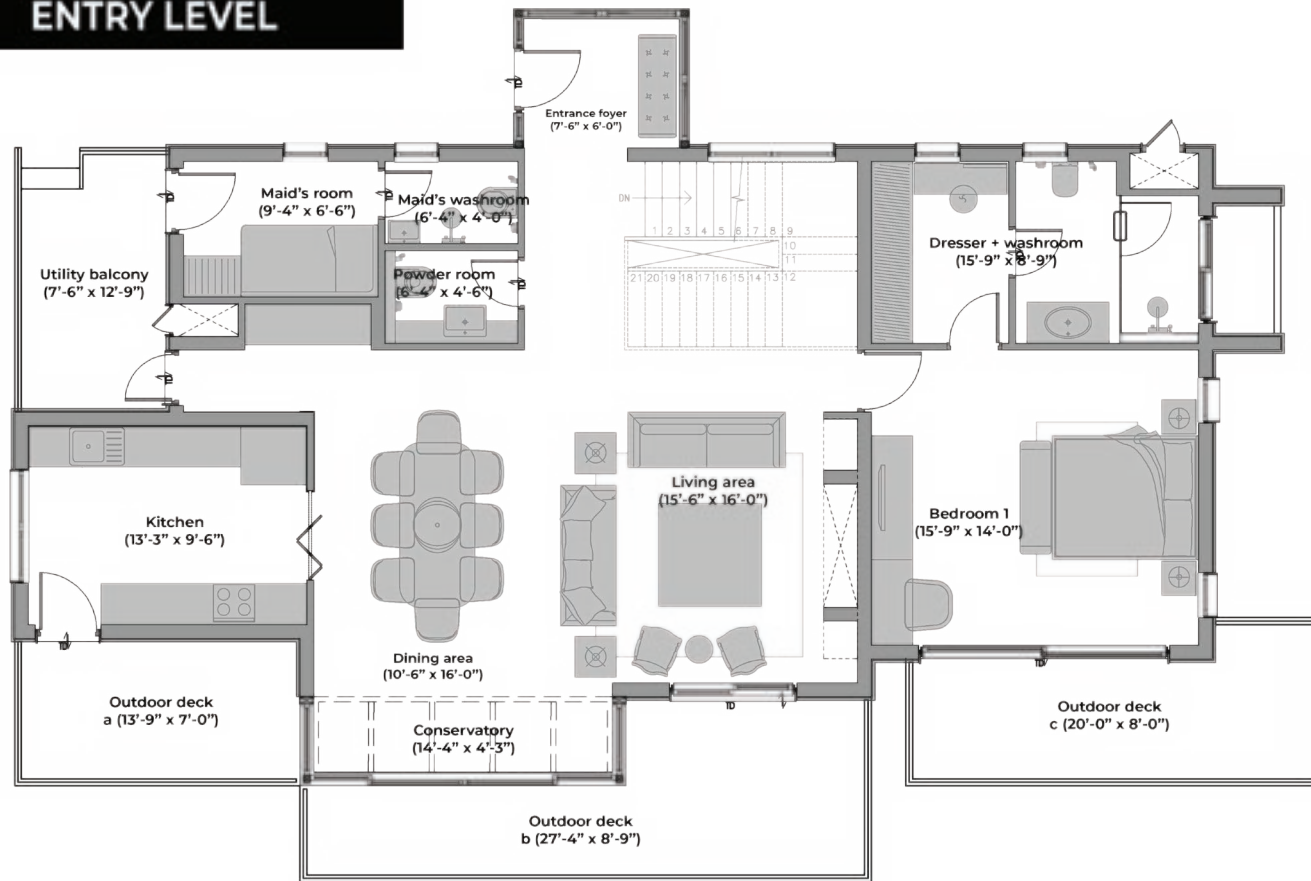 ENTRY LEVEL
Entrance foyer
(7'-6" x 6'-0")
Maid's room
(9'-4" x 6'-6")
Maid's washroom
(6'-4" x 4'-0")
DN
1 2 3 4 5 6 7 8 9
10
11
21 20 19 18 17 16 15 14 13 12
Dresser + washroom
(15'-9" x 8'-9")
Utility balcony
(7'-6" x 12'-9")
Powder room
(6'-4" x 4'-6")
Living area
(15'-6" x 16'-0")
Kitchen
(13'-3" x 9'-6")
Bedroom 1
(15'-9" x 14'-0")
Dining area
(10'-6" x 16'-0")
Outdoor deck
a (13'-9" x 7'-0")
Conservatory
(14'-4" x 4'-3")
Outdoor deck
c (20'-0" x 8'-0")
Outdoor deck
b (27'-4" x 8'-9")